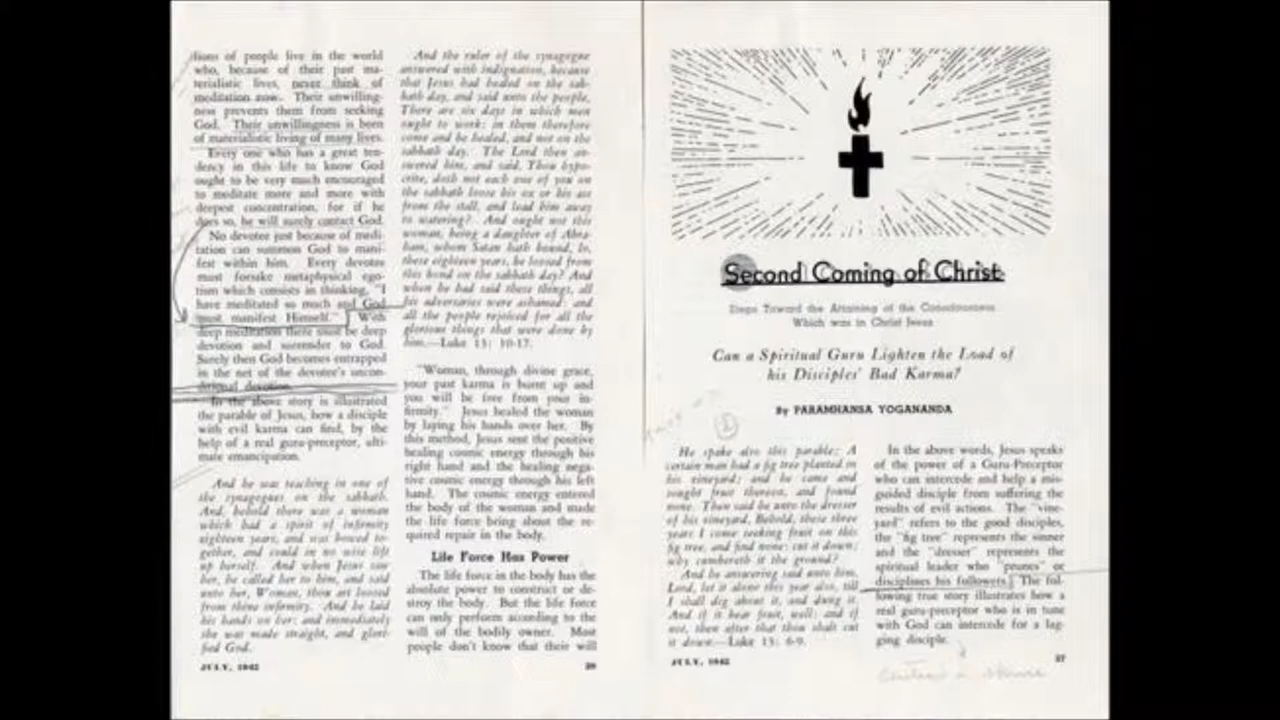 tions of people live in the world
who, because of their past ma-
terialistic lives, never think of
meditation now. Their unwilling-
ness prevents them from seeking
God. Their unwillingness is born
of materialistic living of many lives.
Every one who has a great ten-
dency in this life to know God
ought to be very much encouraged
to meditate more and more with
deepest concentration, for if he
does so, he will surely contact God.
No devotee just because of medi-
tation can summon God to mani-
fest within him. Every devotee
must forsake metaphysical ego-
tism which consists in thinking, "I
have meditated so much and God
must manifest Himself." With
deep meditation there must be deep
devotion and surrender to God.
Surely then God becomes entrapped
in the net of the devotee's uncon-
ditional devotion.
In the above story is illustrated
the parable of Jesus, how a disciple
with evil karma can find, by the
help of a real guru-preceptor, ulti-
mate emancipation.
And he was teaching in one of
the synagogues on the sabbath.
And, behold there was a woman
which had a spirit of infirmity
eighteen years, and was bowed to-
gether, and could in no wise lift
up herself. And when Jesus saw
her, he called her to him, and said
unto her, Woman, thou art loosed
from thine infirmity. And he laid
his hands on her: and immediately
she was made straight, and glori-
fied God.
JULY, 1942
And the ruler of the synagogue
answered with indignation, because
that Jesus had healed on the sab-
bath day, and said unto the people,
There are six days in which men
ought to work: in them therefore
come and be healed, and not on the
sabbath day. The Lord then an-
swered him, and said, Thou hypo-
crite, doth not each one of you on
the sabbath loose his ox or his ass
from the stall, and lead him away
to watering? And ought not this
woman, being a daughter of Abra-
ham, whom Satan hath bound, lo,
these eighteen years, be loosed from
this bond on the sabbath day? And
when he had said these things, all
his adversaries were ashamed: and
all the people rejoiced for all the
glorious things that were done by
him.—Luke 13: 10-17.
"Woman, through divine grace,
your past karma is burnt up and
you will be free from your in-
firmity." Jesus healed the woman
by laying his hands over her. By
this method, Jesus sent the positive
healing cosmic energy through his
right hand and the healing nega-
tive cosmic energy through his left
hand. The cosmic energy entered
the body of the woman and made
the life force bring about the re-
quired repair in the body.
Life Force Has Power
The life force in the body has the
absolute power to construct or de-
stroy the body. But the life force
can only perform according to the
will of the bodily owner. Most
people don't know that their will
Second Coming of Christ
Steps Toward the Attaining of the Consciousness
Which was in Christ Jesus
Can a Spiritual Guru Lighten the Load of
his Disciples' Bad Karma?
By PARAMHANSA YOGANANDA
He spake also this parable; A
certain man had a fig tree planted in
his vineyard; and he came and
sought fruit thereon, and found
none. Then said he unto the dresser
of his vineyard, Behold, these three
years I come seeking fruit on this
fig tree, and find none: cut it down;
why cumbereth it the ground?
And he answering said unto him,
Lord, let it alone this year also, till
I shall dig about it, and dung it.
And if it bear fruit, well: and if
not, then after that thou shalt cut
it down.—Luke 13: 6-9.
JULY, 1942
In the above words, Jesus speaks
of the power of a Guru-Preceptor
who can intercede and help a mis-
guided disciple from suffering the
results of evil actions. The "vine-
yard" refers to the good disciples,
the "fig tree" represents the sinner
and the "dresser" represents the
spiritual leader who "prunes" or
disciplines his followers. The fol-
lowing true story illustrates how a
real guru-preceptor who is in tune
with God can intercede for a lag-
ging disciple.
37